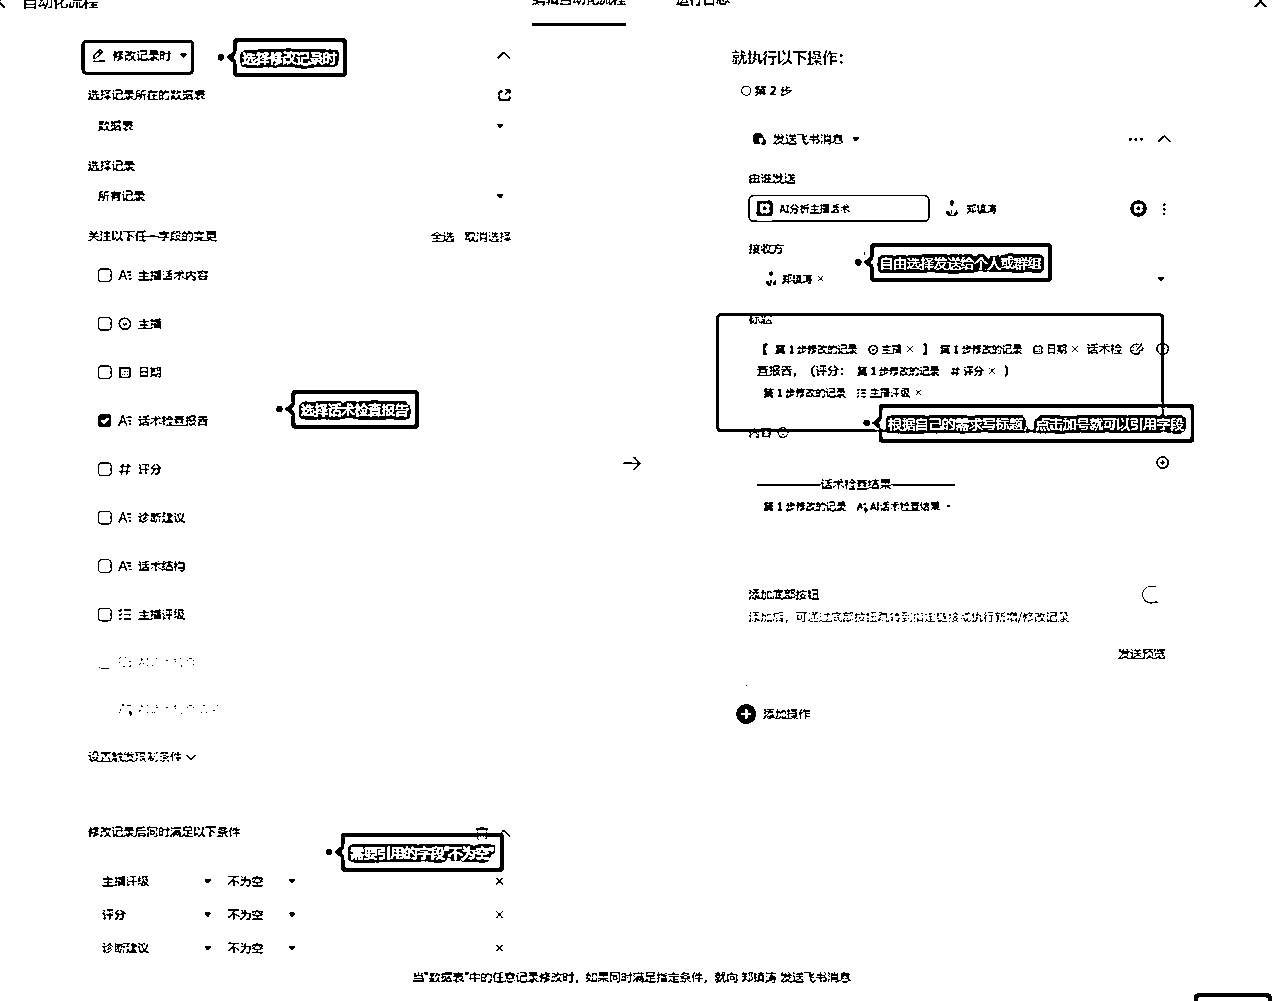 自动化流程
编辑自动化流程
运行日志
修改记录时
选择修改记录时
选择记录所在的数据表
数据表
选择记录
所有记录
关注以下任一字段的变更
全选 取消选择
主播话术内容
主播
日期
话术检查报告
选择话术检查报告
评分
诊断建议
话术结构
主播评级
设置触发限制条件
修改记录后同时满足以下条件
需要引用的字段“不为空”
主播评级 不为空
评分 不为空
诊断建议 不为空
就执行以下操作：
第 2 步
发送飞书消息
由谁发送
AI分析主播话术 郑镇涛
接收方
自由选择发送给个人或群组
郑镇涛 ×
标题
【 第 1 步修改的记录 主播 × 】 第 1 步修改的记录 日期 × 话术检
查报告，（评分： 第 1 步修改的记录 # 评分 × ）
第 1 步修改的记录 主播评级 ×
根据自己的需求写标题，点击加号就可以引用字段
内容
————话术检查结果————
第 1 步修改的记录 AI话术检查结果
添加底部按钮
添加后，可通过底部按钮跳转到指定链接或执行新增/修改记录
发送预览
添加操作
当“数据表”中的任意记录修改时，如果同时满足指定条件，就向 郑镇涛 发送飞书消息